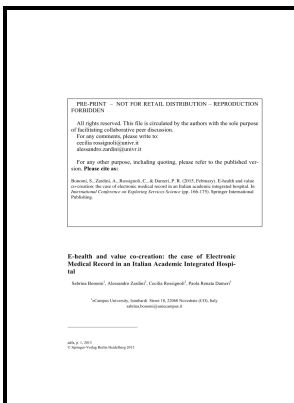 PRE-PRINT – NOT FOR RETAIL DISTRIBUTION – REPRODUCTION
FORBIDDEN
All rights reserved. This file is circulated by the authors with the sole purpose
of facilitating collaborative peer discussion.
For any comments, please write to:
cecilia rossignoli@univr.it
alessandro.zardini@univr.it
For any other purpose, including quoting, please refer to the published ver-
sion. Please cite as:
Bonomi, S., Zardini, A., Rossignoli, C., & Dameri, P. R. (2015, February). E-health and value
co-creation: the case of electronic medical record in an Italian academic integrated hospital. In
International Conference on Exploring Services Science (pp. 166-175). Springer International
Publishing.
E-health and value co-creation: the case of Electronic
Medical Record in an Italian Academic Integrated Hospi-
tal
Sabrina Bonomi¹, Alessandro Zardini², Cecilia Rossignoli², Paola Renata Dameri³
¹eCampus University, Isimbardi Street 10, 22060 Novedrate (CO), Italy
sabrina.bonomi@uniecampus.it
adfa, p. 1, 2015.
© Springer-Verlag Berlin Heidelberg 2015